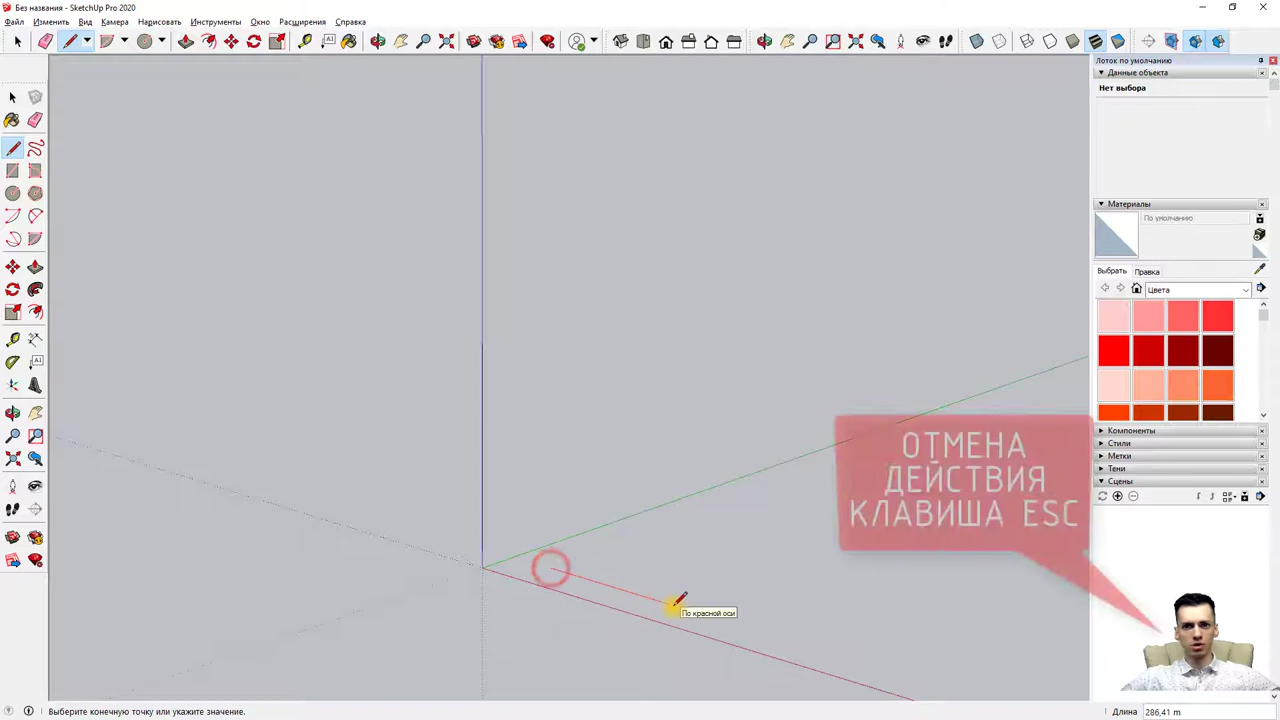 Без названия - SketchUp Pro 2020
Файл Изменить Вид Камера Нарисовать Инструменты Окно Расширения Справка
Лоток по умолчанию
Данные объекта
Нет выбора
Материалы
По умолчанию
Выбрать Правка
Цвета
Компоненты
Стили
Метки
Тени
Сцены
ОТМЕНА
ДЕЙСТВИЯ
КЛАВИША ESC
По красной оси
Выберите конечную точку или укажите значение.
Длина 286,41 m